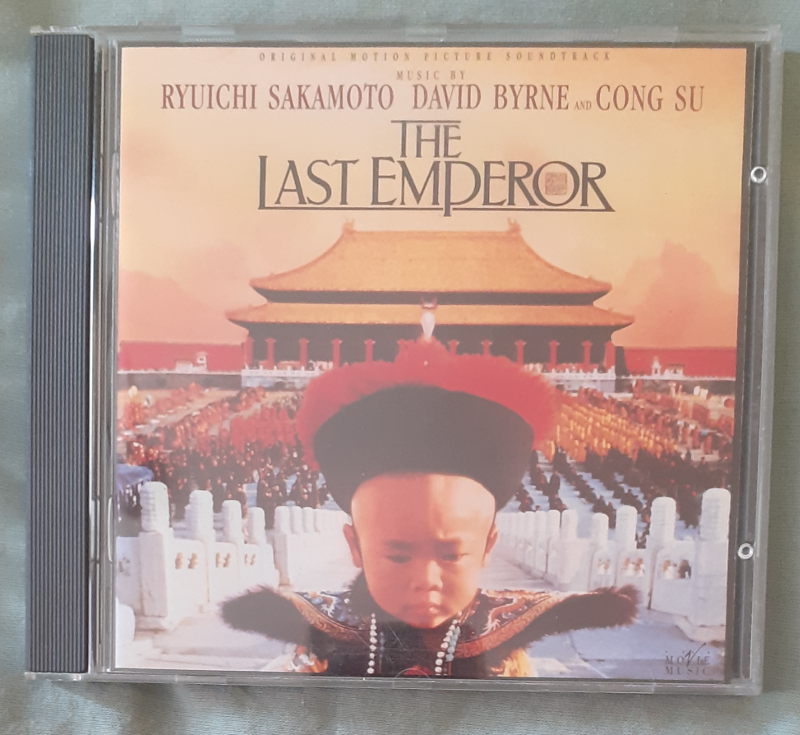 ORIGINAL MOTION PICTURE SOUNDTRACK
MUSIC BY
RYUICHI SAKAMOTO DAVID BYRNE AND CONG SU
THE
LAST EMPEROR
MOVIE
MUSIC